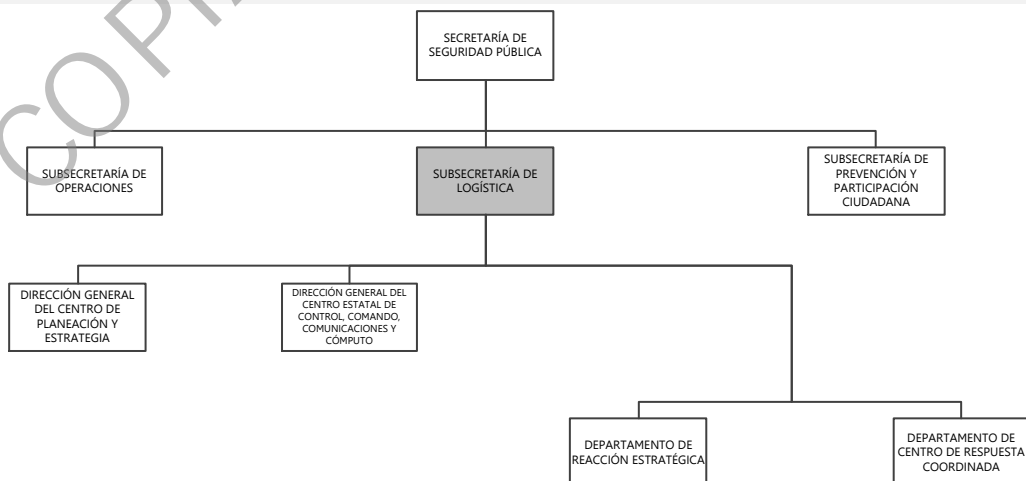 COPIA
SECRETARÍA DE
SEGURIDAD PÚBLICA
SUBSECRETARÍA DE
OPERACIONES
SUBSECRETARÍA DE
LOGÍSTICA
SUBSECRETARÍA DE
PREVENCIÓN Y
PARTICIPACIÓN
CIUDADANA
DIRECCIÓN GENERAL
DEL CENTRO DE
PLANEACIÓN Y
ESTRATEGIA
DIRECCIÓN GENERAL DEL
CENTRO ESTATAL DE
CONTROL, COMANDO,
COMUNICACIONES Y
CÓMPUTO
DEPARTAMENTO DE
REACCIÓN ESTRATÉGICA
DEPARTAMENTO DE
CENTRO DE RESPUESTA
COORDINADA